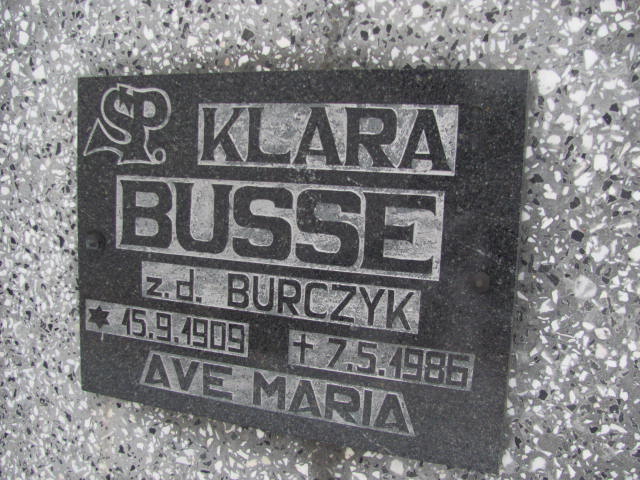 ŚP. KLARA
BUSSE
z.d. BURCZYK
* 15.9.1909 + 7.5.1986
AVE MARIA